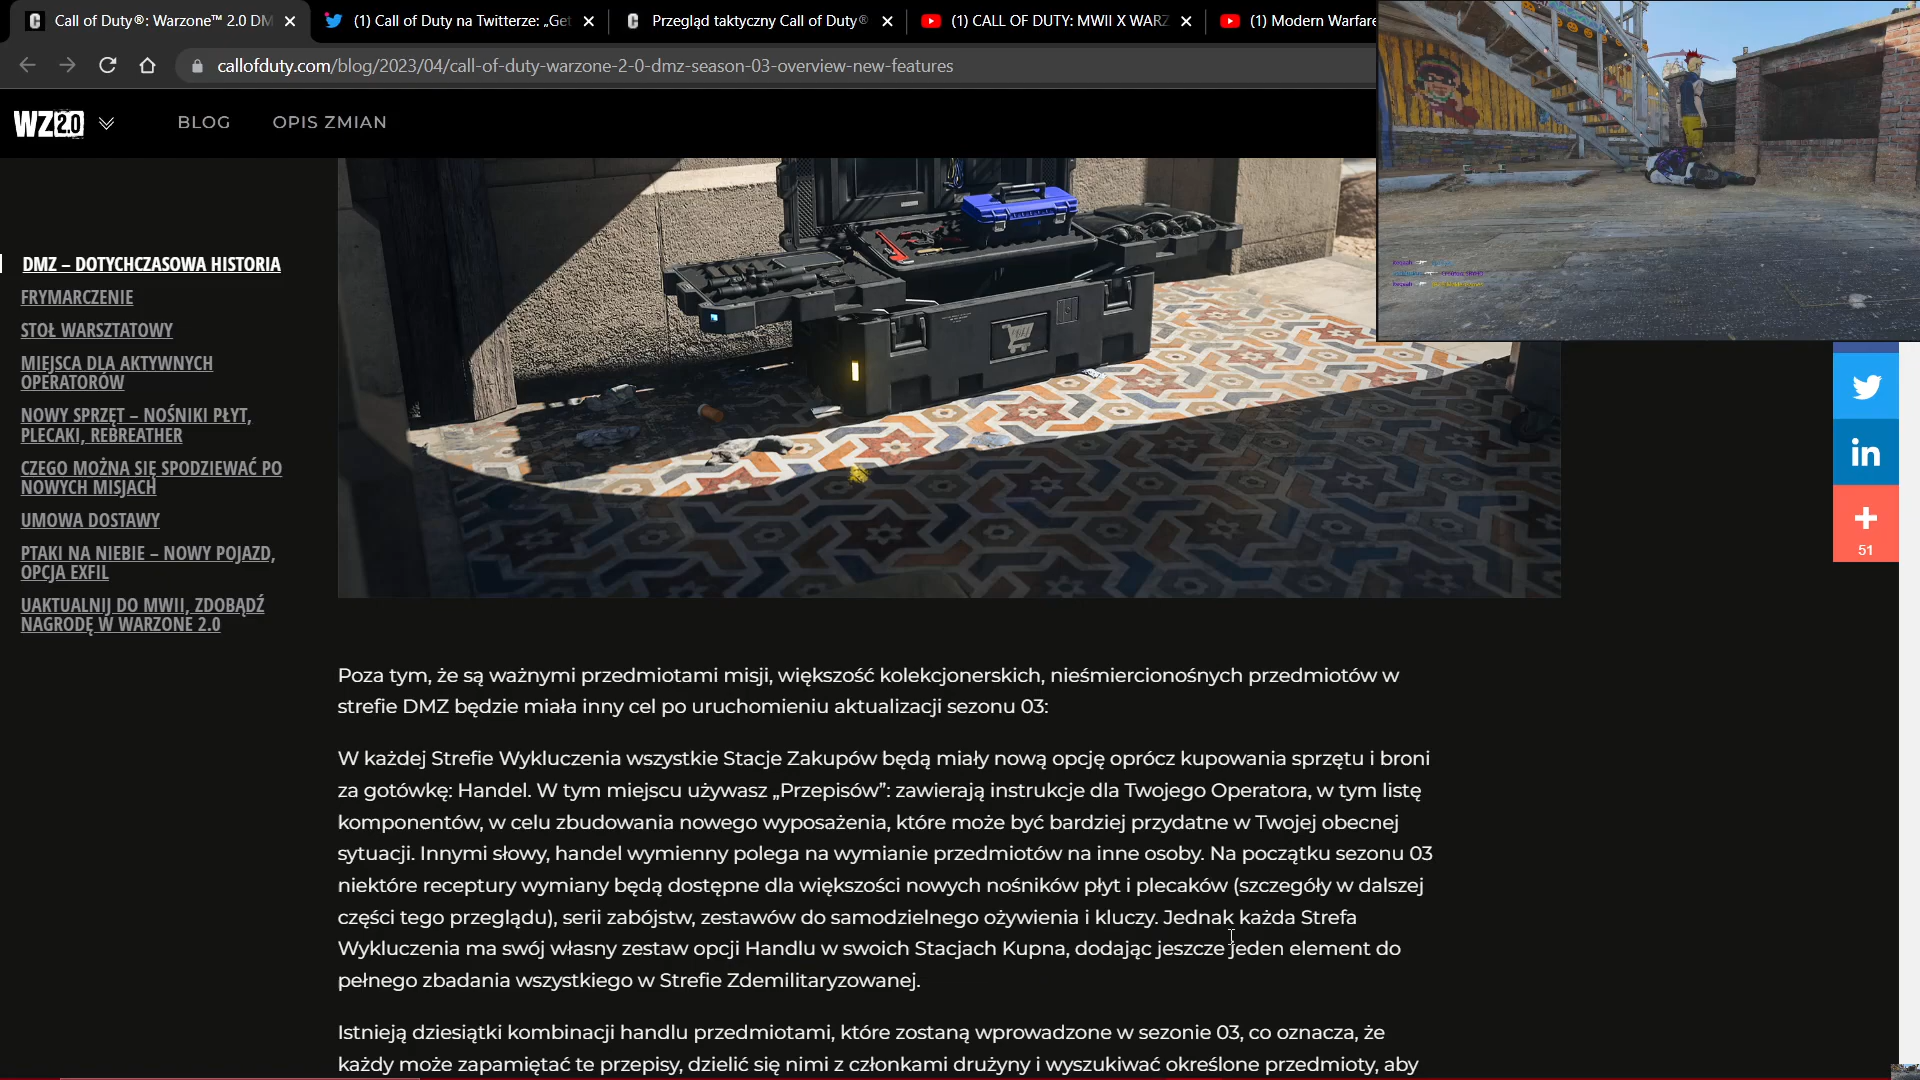 Call of Duty®: Warzone™ 2.0 DM
(1) Call of Duty na Twitterze: „Get
Przegląd taktyczny Call of Duty®
(1) CALL OF DUTY: MWII X WARZ
(1) Modern Warfare
callofduty.com/blog/2023/04/call-of-duty-warzone-2-0-dmz-season-03-overview-new-features
WZ 2.0
BLOG
OPIS ZMIAN
DMZ – DOTYCHCZASOWA HISTORIA
FRYMARCZENIE
STOŁ WARSZTATOWY
MIEJSCA DLA AKTYWNYCH
OPERATORÓW
NOWY SPRZĘT – NOŚNIKI PŁYT,
PLECAKI, REBREATHER
CZEGO MOŻNA SIĘ SPODZIEWAĆ PO
NOWYCH MISJACH
UMOWA DOSTAWY
PTAKI NA NIEBIE – NOWY POJAZD,
OPCJA EXFIL
UAKTUALNIJ DO MWII, ZDOBĄDŹ
NAGRODĘ W WARZONE 2.0
51
Poza tym, że są ważnymi przedmiotami misji, większość kolekcjonerskich, nieśmiercionośnych przedmiotów w
strefie DMZ będzie miała inny cel po uruchomieniu aktualizacji sezonu 03:
W każdej Strefie Wykluczenia wszystkie Stacje Zakupów będą miały nową opcję oprócz kupowania sprzętu i broni
za gotówkę: Handel. W tym miejscu używasz „Przepisów”: zawierają instrukcje dla Twojego Operatora, w tym listę
komponentów, w celu zbudowania nowego wyposażenia, które może być bardziej przydatne w Twojej obecnej
sytuacji. Innymi słowy, handel wymienny polega na wymianie przedmiotów na inne osoby. Na początku sezonu 03
niektóre receptury wymiany będą dostępne dla większości nowych nośników płyt i plecaków (szczegóły w dalszej
części tego przeglądu), serii zabójstw, zestawów do samodzielnego ożywienia i kluczy. Jednak każda Strefa
Wykluczenia ma swój własny zestaw opcji Handlu w swoich Stacjach Kupna, dodając jeszcze jeden element do
pełnego zbadania wszystkiego w Strefie Zdemilitaryzowanej.
Istnieją dziesiątki kombinacji handlu przedmiotami, które zostaną wprowadzone w sezonie 03, co oznacza, że
każdy może zapamiętać te przepisy, dzielić się nimi z członkami drużyny i wyszukiwać określone przedmioty, aby